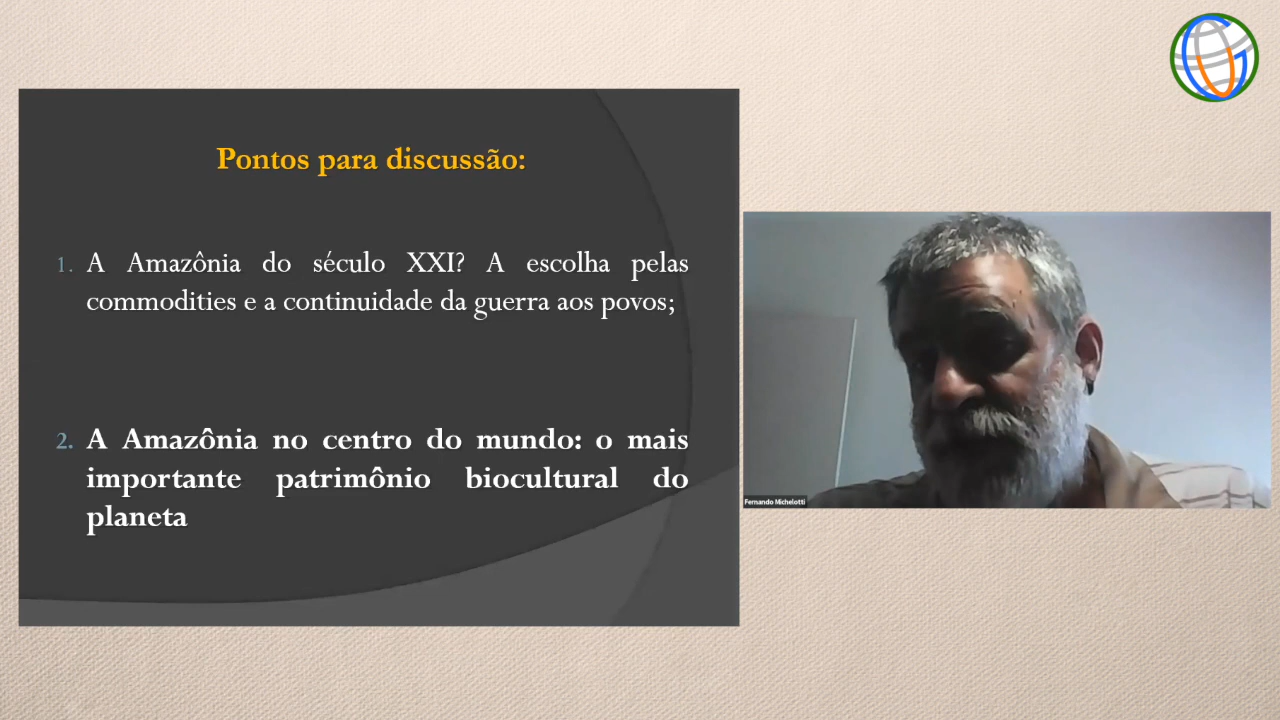 Pontos para discussão:
1. A Amazônia do século XXI? A escolha pelas
commodities e a continuidade da guerra aos povos;
2. A Amazônia no centro do mundo: o mais
importante patrimônio biocultural do
planeta
Fernando Michelotti